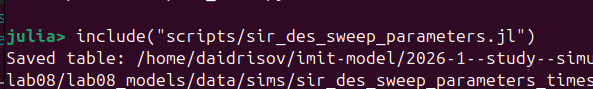 julia> include("scripts/sir_des_sweep_parameters.jl")
Saved table: /home/daidrisov/imit-model/2026-1--study--simu
lab08/lab08_models/data/sims/sir_des_sweep_parameters_times